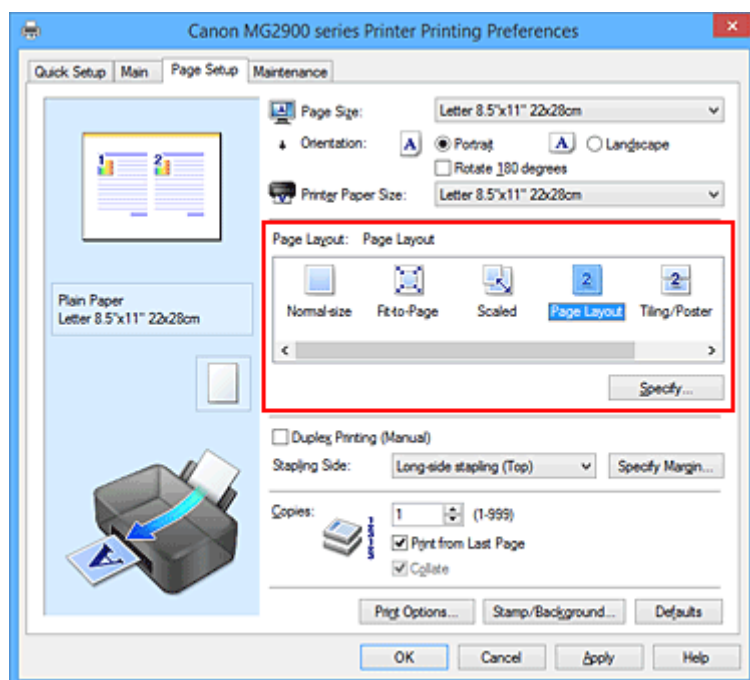 Canon MG2900 series Printer Printing Preferences
Quick Setup Main Page Setup Maintenance
Page Size: Letter 8.5"x11" 22x28cm
Orientation: A Portrait A Landscape
Rotate 180 degrees
Printer Paper Size: Letter 8.5"x11" 22x28cm
1 2
Plain Paper
Letter 8.5"x11" 22x28cm
Page Layout: Page Layout
2 2
Normal-size Fit-to-Page Scaled Page Layout Tiling/Poster
Specify...
Duplex Printing (Manual)
Stapling Side: Long-side stapling (Top) Specify Margin...
Copies: 1 (1-999)
Print from Last Page
Collate
A
Print Options... Stamp/Background... Defaults
OK Cancel Apply Help